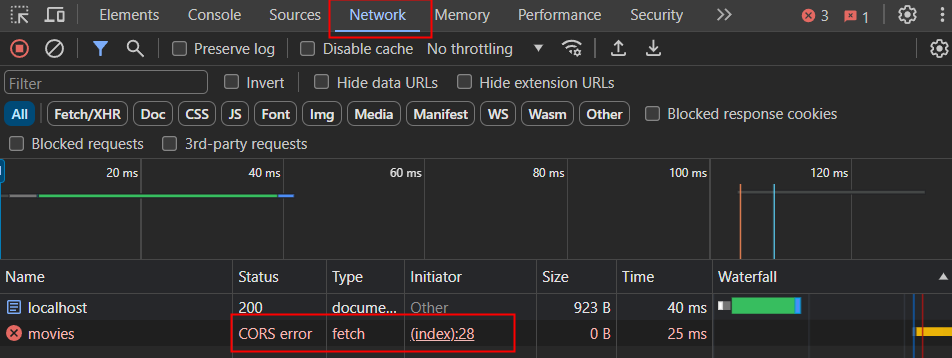 Elements Console Sources Network Memory Performance Security 3 1
Preserve log Disable cache No throttling
Filter Invert Hide data URLs Hide extension URLs
All Fetch/XHR Doc CSS JS Font Img Media Manifest WS Wasm Other Blocked response cookies
Blocked requests 3rd-party requests
20 ms 40 ms 60 ms 80 ms 100 ms 120 ms
Name Status Type Initiator Size Time Waterfall
localhost 200 docume... Other 923 B 40 ms
movies CORS error fetch (index):28 0 B 25 ms